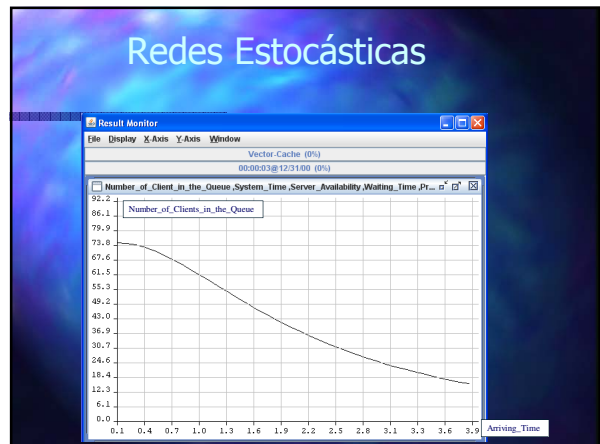 Redes Estocásticas
Result Monitor
File Display X-Axis Y-Axis Window
Vector-Cache (0%)
00:00:03@12/31/00 (0%)
Number_of_Client_in_the_Queue ,System_Time ,Server_Availability ,Waiting_Time ,Pr...
Number_of_Clients_in_the_Queue
92.2
86.1
79.9
73.8
67.6
61.5
55.3
49.2
43.0
36.9
30.7
24.6
18.4
12.3
6.1
0.0
0.1 0.4 0.7 1.0 1.3 1.6 1.9 2.2 2.5 2.8 3.1 3.3 3.6 3.9
Arriving_Time